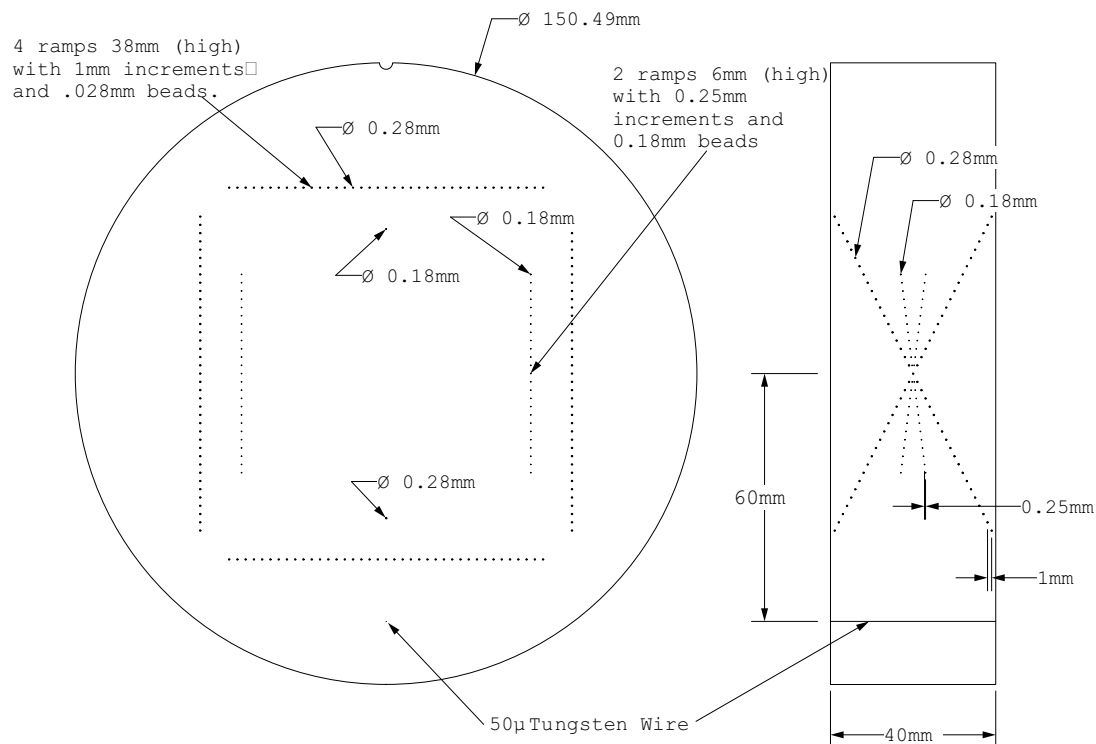 Ø 150.49mm
4 ramps 38mm (high)
with 1mm increments□
and .028mm beads.
2 ramps 6mm (high)
with 0.25mm
increments and
0.18mm beads
Ø 0.28mm
Ø 0.18mm
Ø 0.18mm
Ø 0.28mm
Ø 0.28mm
Ø 0.18mm
60mm
0.25mm
1mm
50µTungsten Wire
40mm